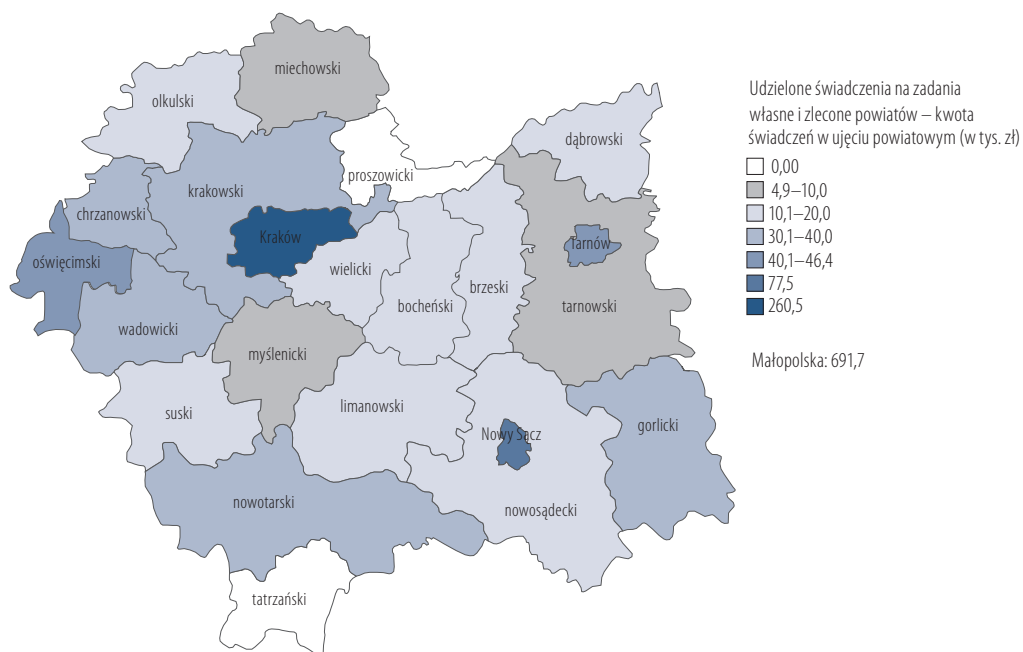 miechowski
olkulski
dąbrowski
proszowicki
krakowski
chrzanowski
Kraków
Tarnów
oświęcimski
wielicki
brzeski
bocheński
tarnowski
wadowicki
myślenicki
limanowski
suski
gorlicki
Nowy Sącz
nowotarski
nowosądecki
tatrzański
Udzielone świadczenia na zadania
własne i zlecone powiatów – kwota
świadczeń w ujęciu powiatowym (w tys. zł)
0,00
4,9–10,0
10,1–20,0
30,1–40,0
40,1–46,4
77,5
260,5
Małopolska: 691,7